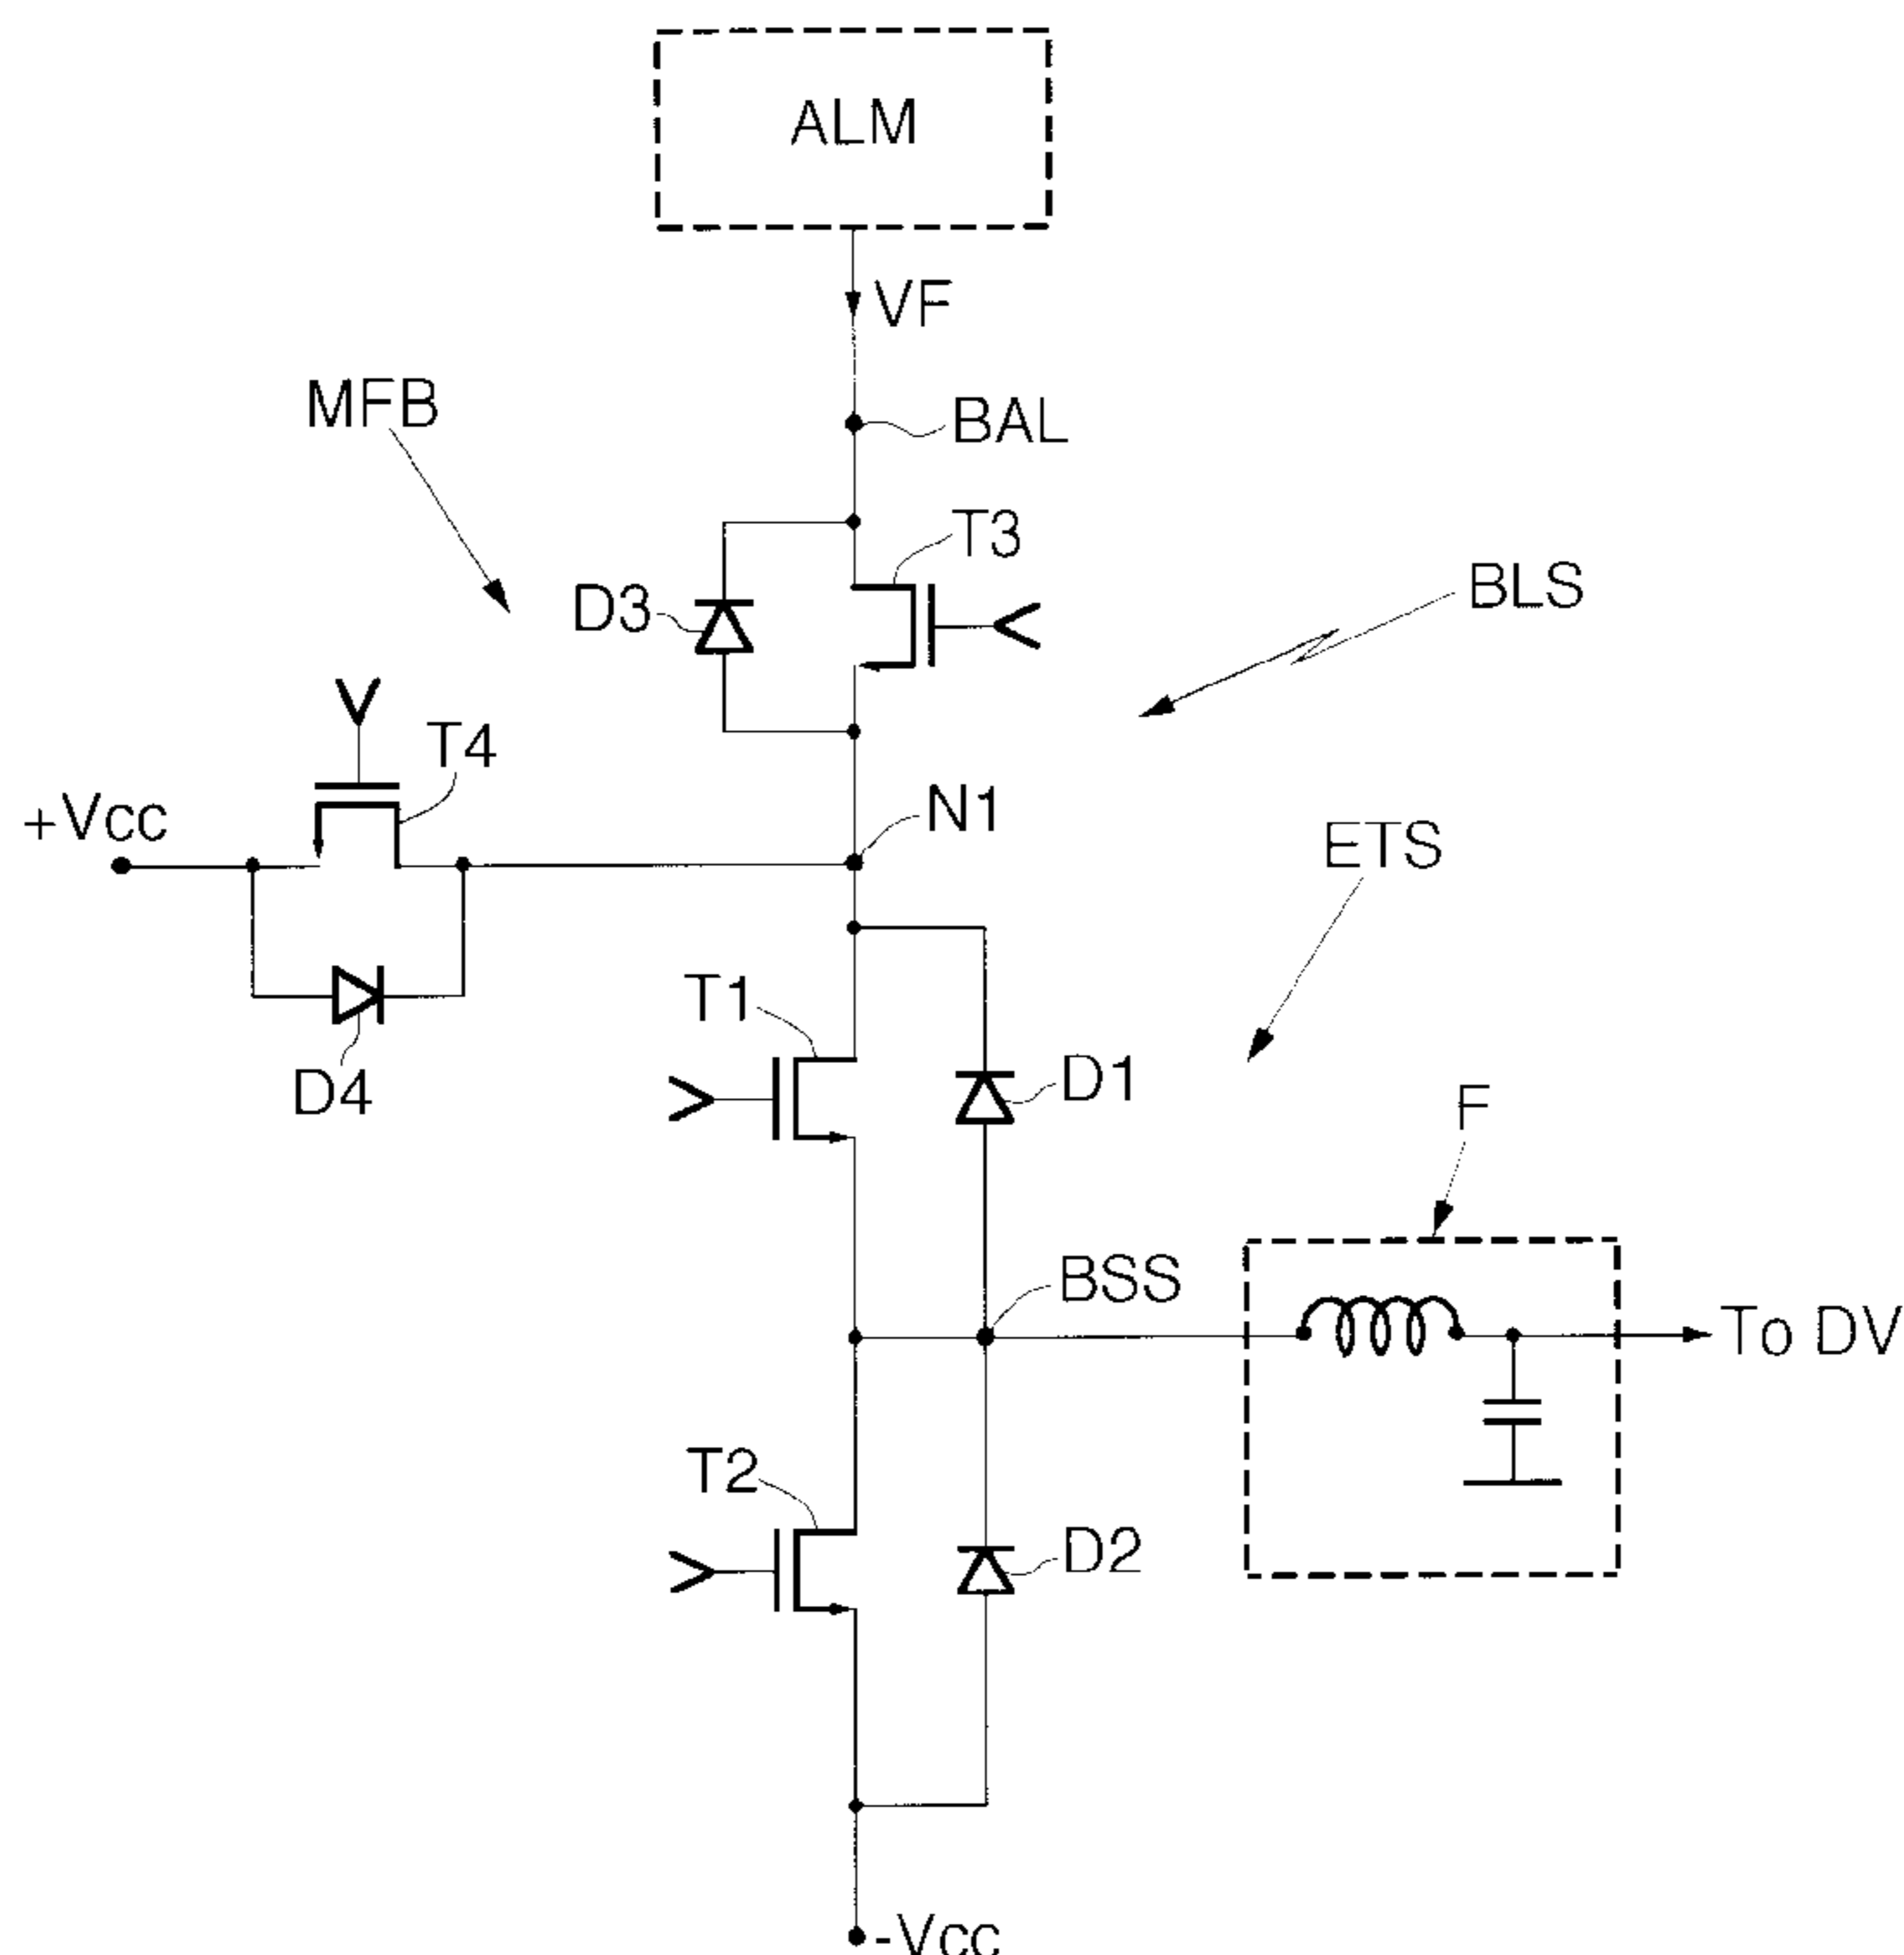 ALM
VF
MFB
BAL
T3
D3
BLS
T4
+Vcc
N1
ETS
T1
D4
D1
F
BSS
To DV
T2
D2
-Vcc